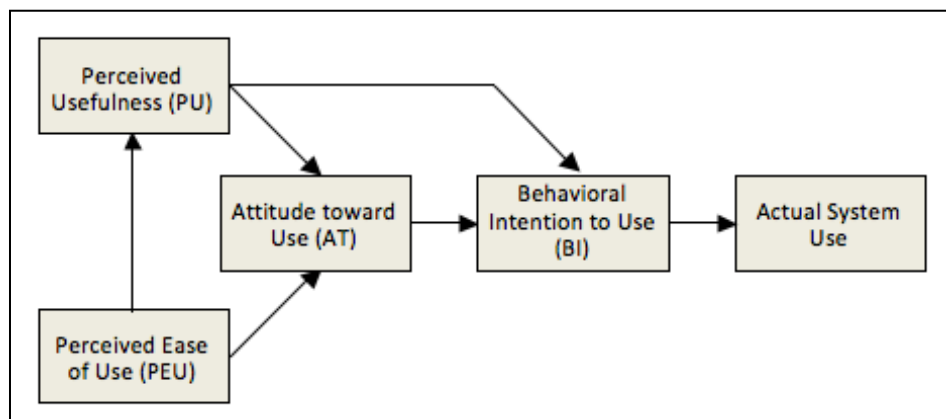 Perceived
Usefulness (PU)
Attitude toward
Use (AT)
Behavioral
Intention to Use
(BI)
Actual System
Use
Perceived Ease
of Use (PEU)